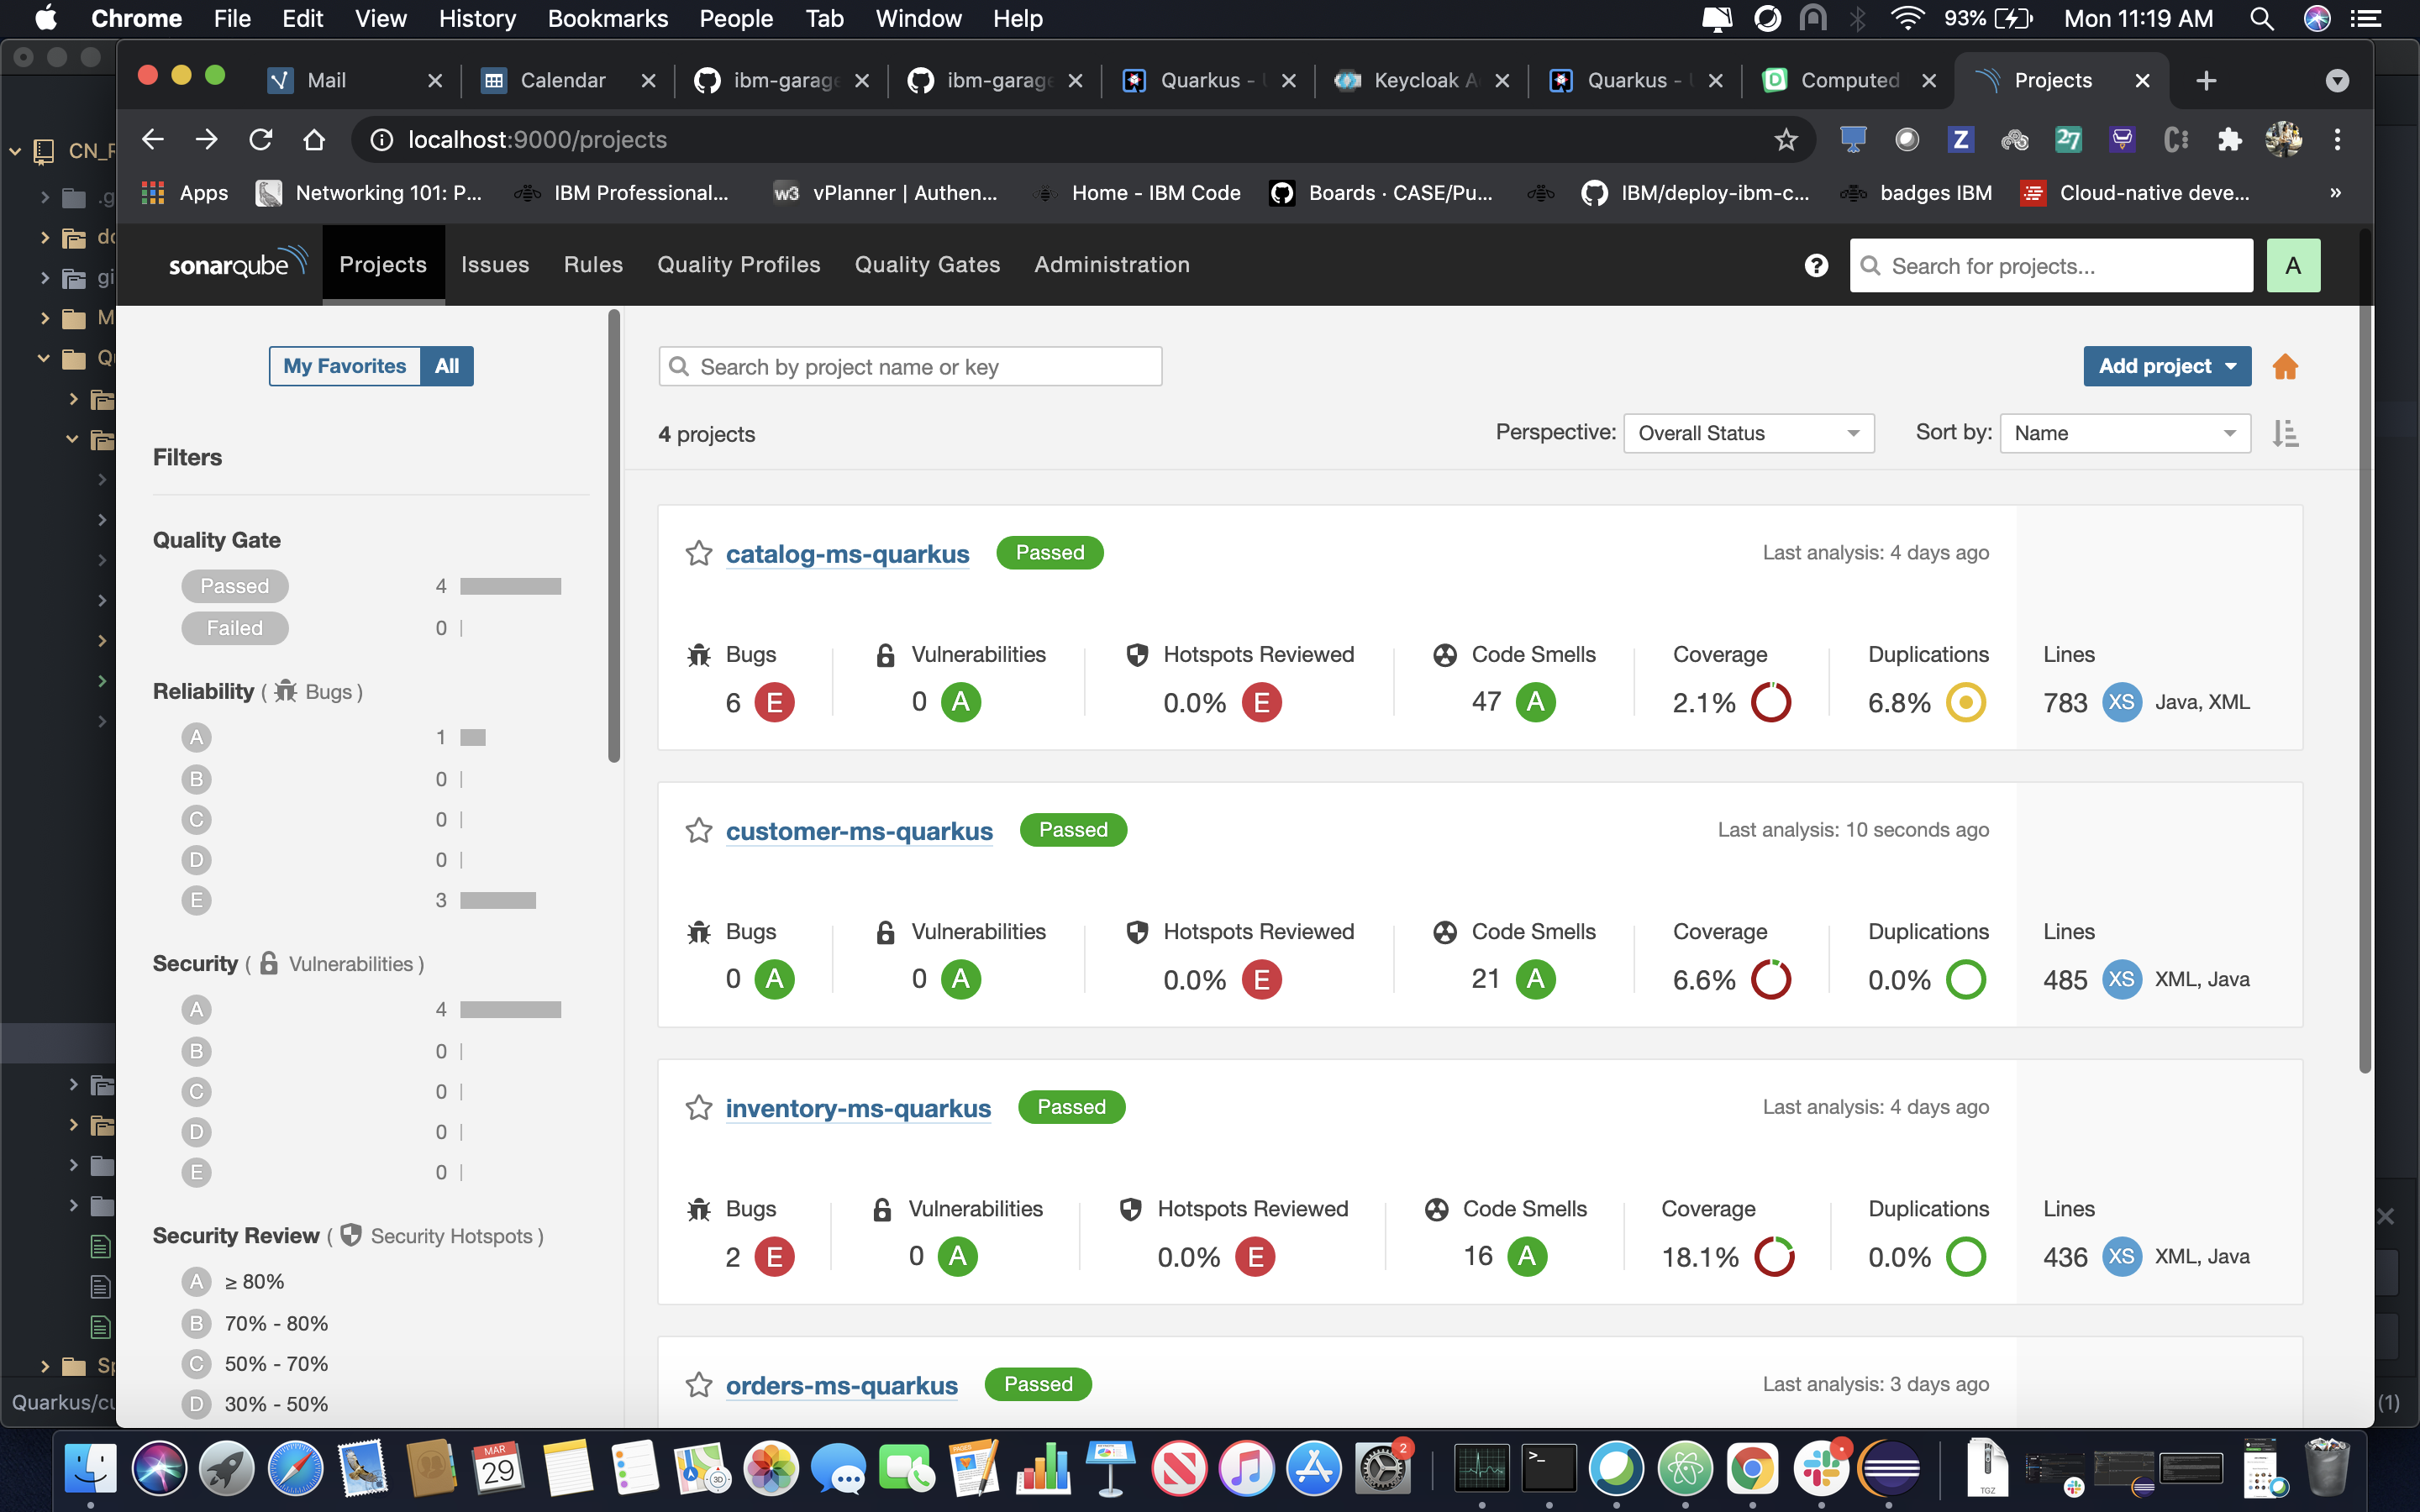 Chrome File Edit View History Bookmarks People Tab Window Help 93% Mon 11:19 AM
Mail Calendar ibm-garage ibm-garage Quarkus - Keycloak A Quarkus - Computed Projects
localhost:9000/projects
Apps Networking 101: P... IBM Professional... w3 vPlanner | Authen... Home - IBM Code Boards · CASE/Pu... IBM/deploy-ibm-c... badges IBM Cloud-native deve... »
sonarqube Projects Issues Rules Quality Profiles Quality Gates Administration Search for projects... A
My Favorites All
Search by project name or key
Add project
4 projects
Perspective: Overall Status Sort by: Name
Filters
Quality Gate
Passed 4
Failed 0
Reliability ( Bugs )
A 1
B 0
C 0
D 0
E 3
Security ( Vulnerabilities )
A 4
B 0
C 0
D 0
E 0
Security Review ( Security Hotspots )
A ≥ 80%
B 70% - 80%
C 50% - 70%
D 30% - 50%
catalog-ms-quarkus Passed Last analysis: 4 days ago
Bugs Vulnerabilities Hotspots Reviewed Code Smells Coverage Duplications Lines
6 E 0 A 0.0% E 47 A 2.1% 6.8% 783 XS Java, XML
customer-ms-quarkus Passed Last analysis: 10 seconds ago
Bugs Vulnerabilities Hotspots Reviewed Code Smells Coverage Duplications Lines
0 A 0 A 0.0% E 21 A 6.6% 0.0% 485 XS XML, Java
inventory-ms-quarkus Passed Last analysis: 4 days ago
Bugs Vulnerabilities Hotspots Reviewed Code Smells Coverage Duplications Lines
2 E 0 A 0.0% E 16 A 18.1% 0.0% 436 XS XML, Java
orders-ms-quarkus Passed Last analysis: 3 days ago
Quarkus/cu
(1)
MAR
29
PAGES
3D
2
TGZ